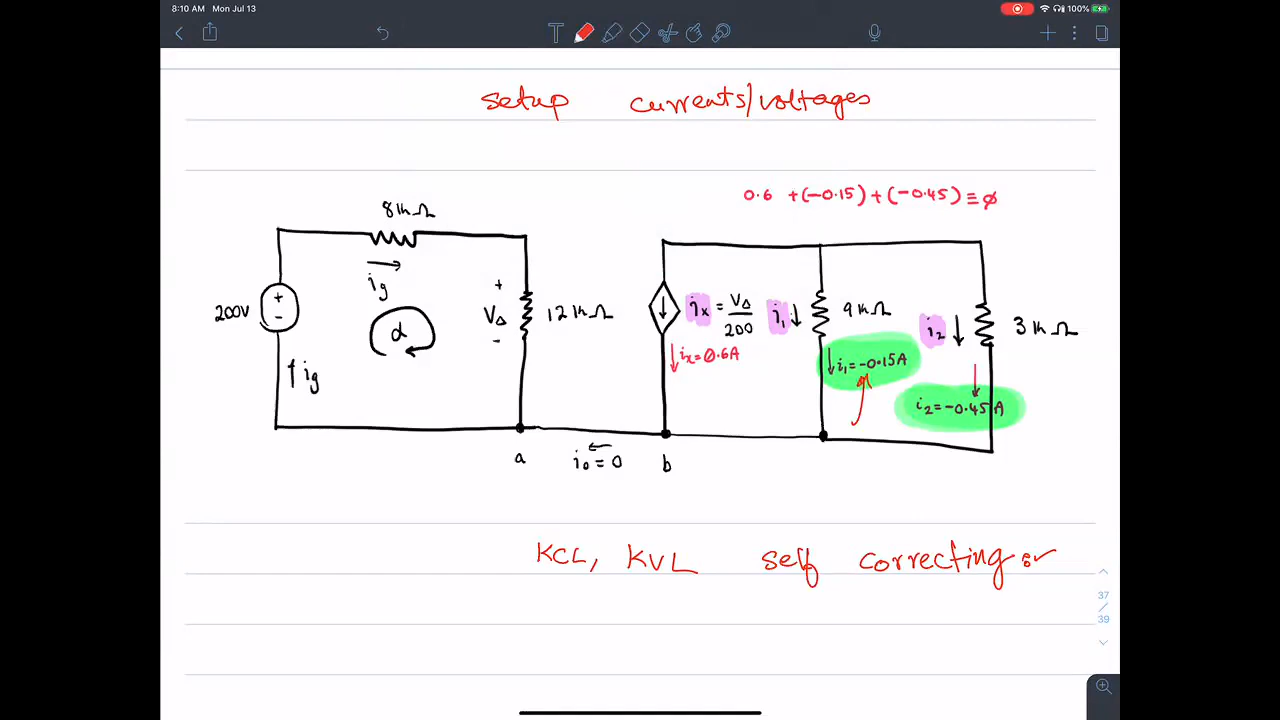 8:10 AM Mon Jul 13
100%
T
setup currents/voltages
0.6 +(-0.15)+(-0.45)≡∅
8kΩ
ig
200V
+
-
α
ig
+
VΔ
-
12kΩ
ix = VΔ/200
ix=0.6A
i1
9kΩ
i1=-0.15A
i2
3kΩ
i2=-0.45A
a
i0=0
b
KCL, KVL self correcting
37
/
39